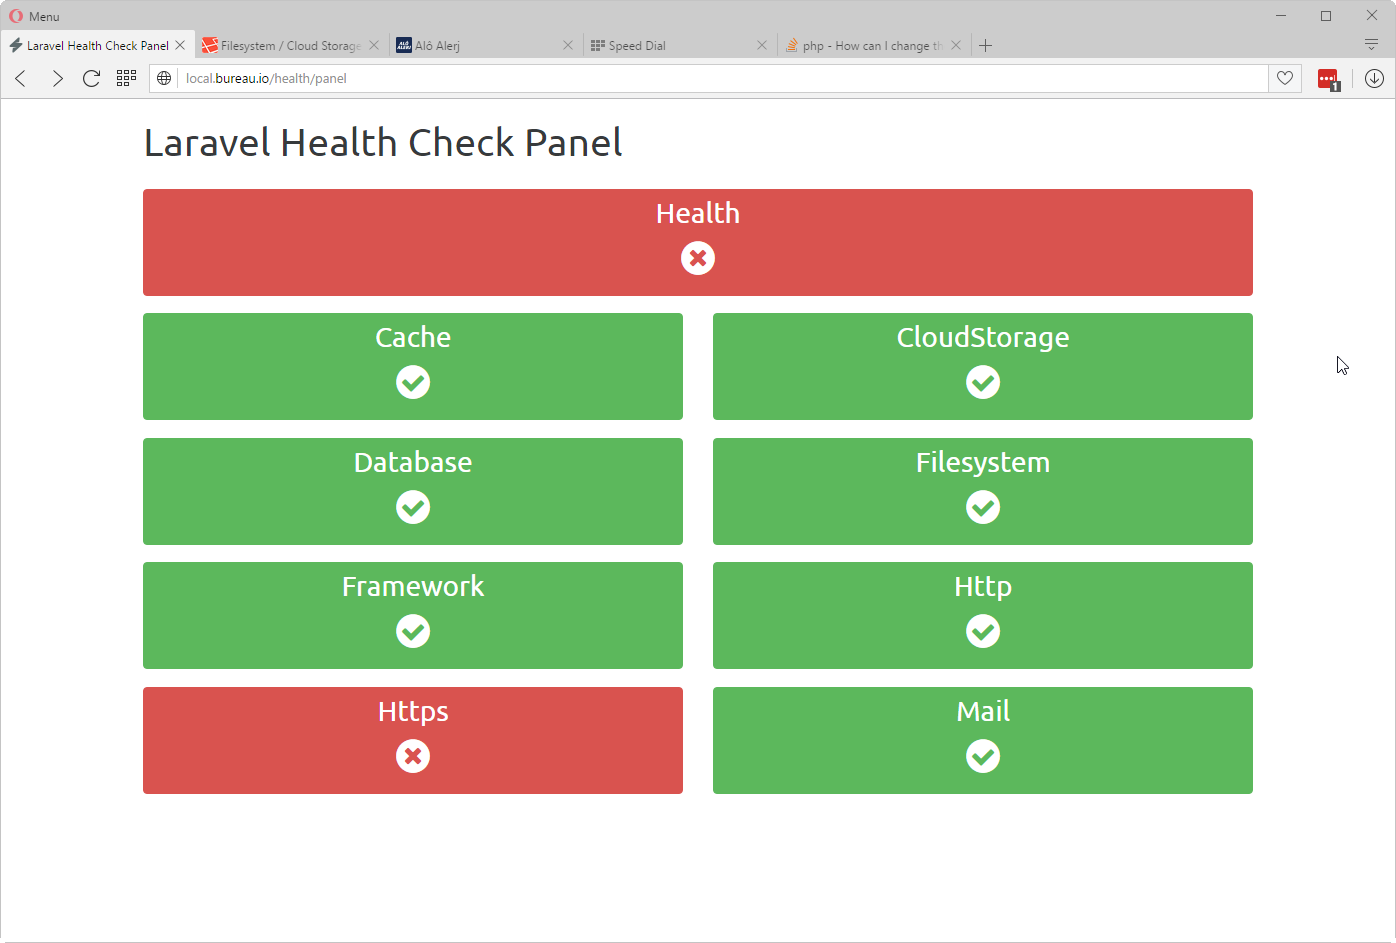 Menu
Laravel Health Check Panel
Filesystem / Cloud Storage
Alô Alerj
Speed Dial
php - How can I change th
local.bureau.io/health/panel
1
Laravel Health Check Panel
Health
Cache
CloudStorage
Database
Filesystem
Framework
Http
Https
Mail